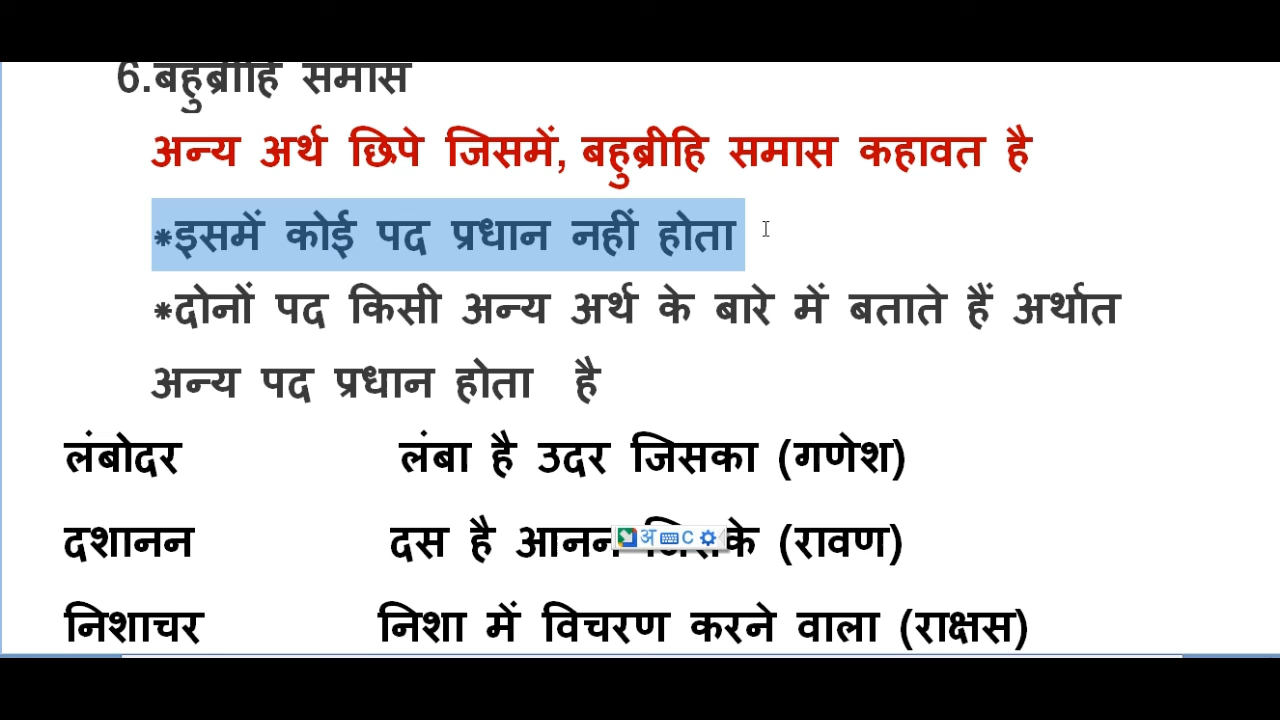 6.बहुब्रीहि समास
अन्य अर्थ छिपे जिसमें, बहुब्रीहि समास कहावत है
*इसमें कोई पद प्रधान नहीं होता
*दोनों पद किसी अन्य अर्थ के बारे में बताते हैं अर्थात
अन्य पद प्रधान होता है
लंबोदर लंबा है उदर जिसका (गणेश)
दशानन दस है आनन जिसके (रावण)
निशाचर निशा में विचरण करने वाला (राक्षस)